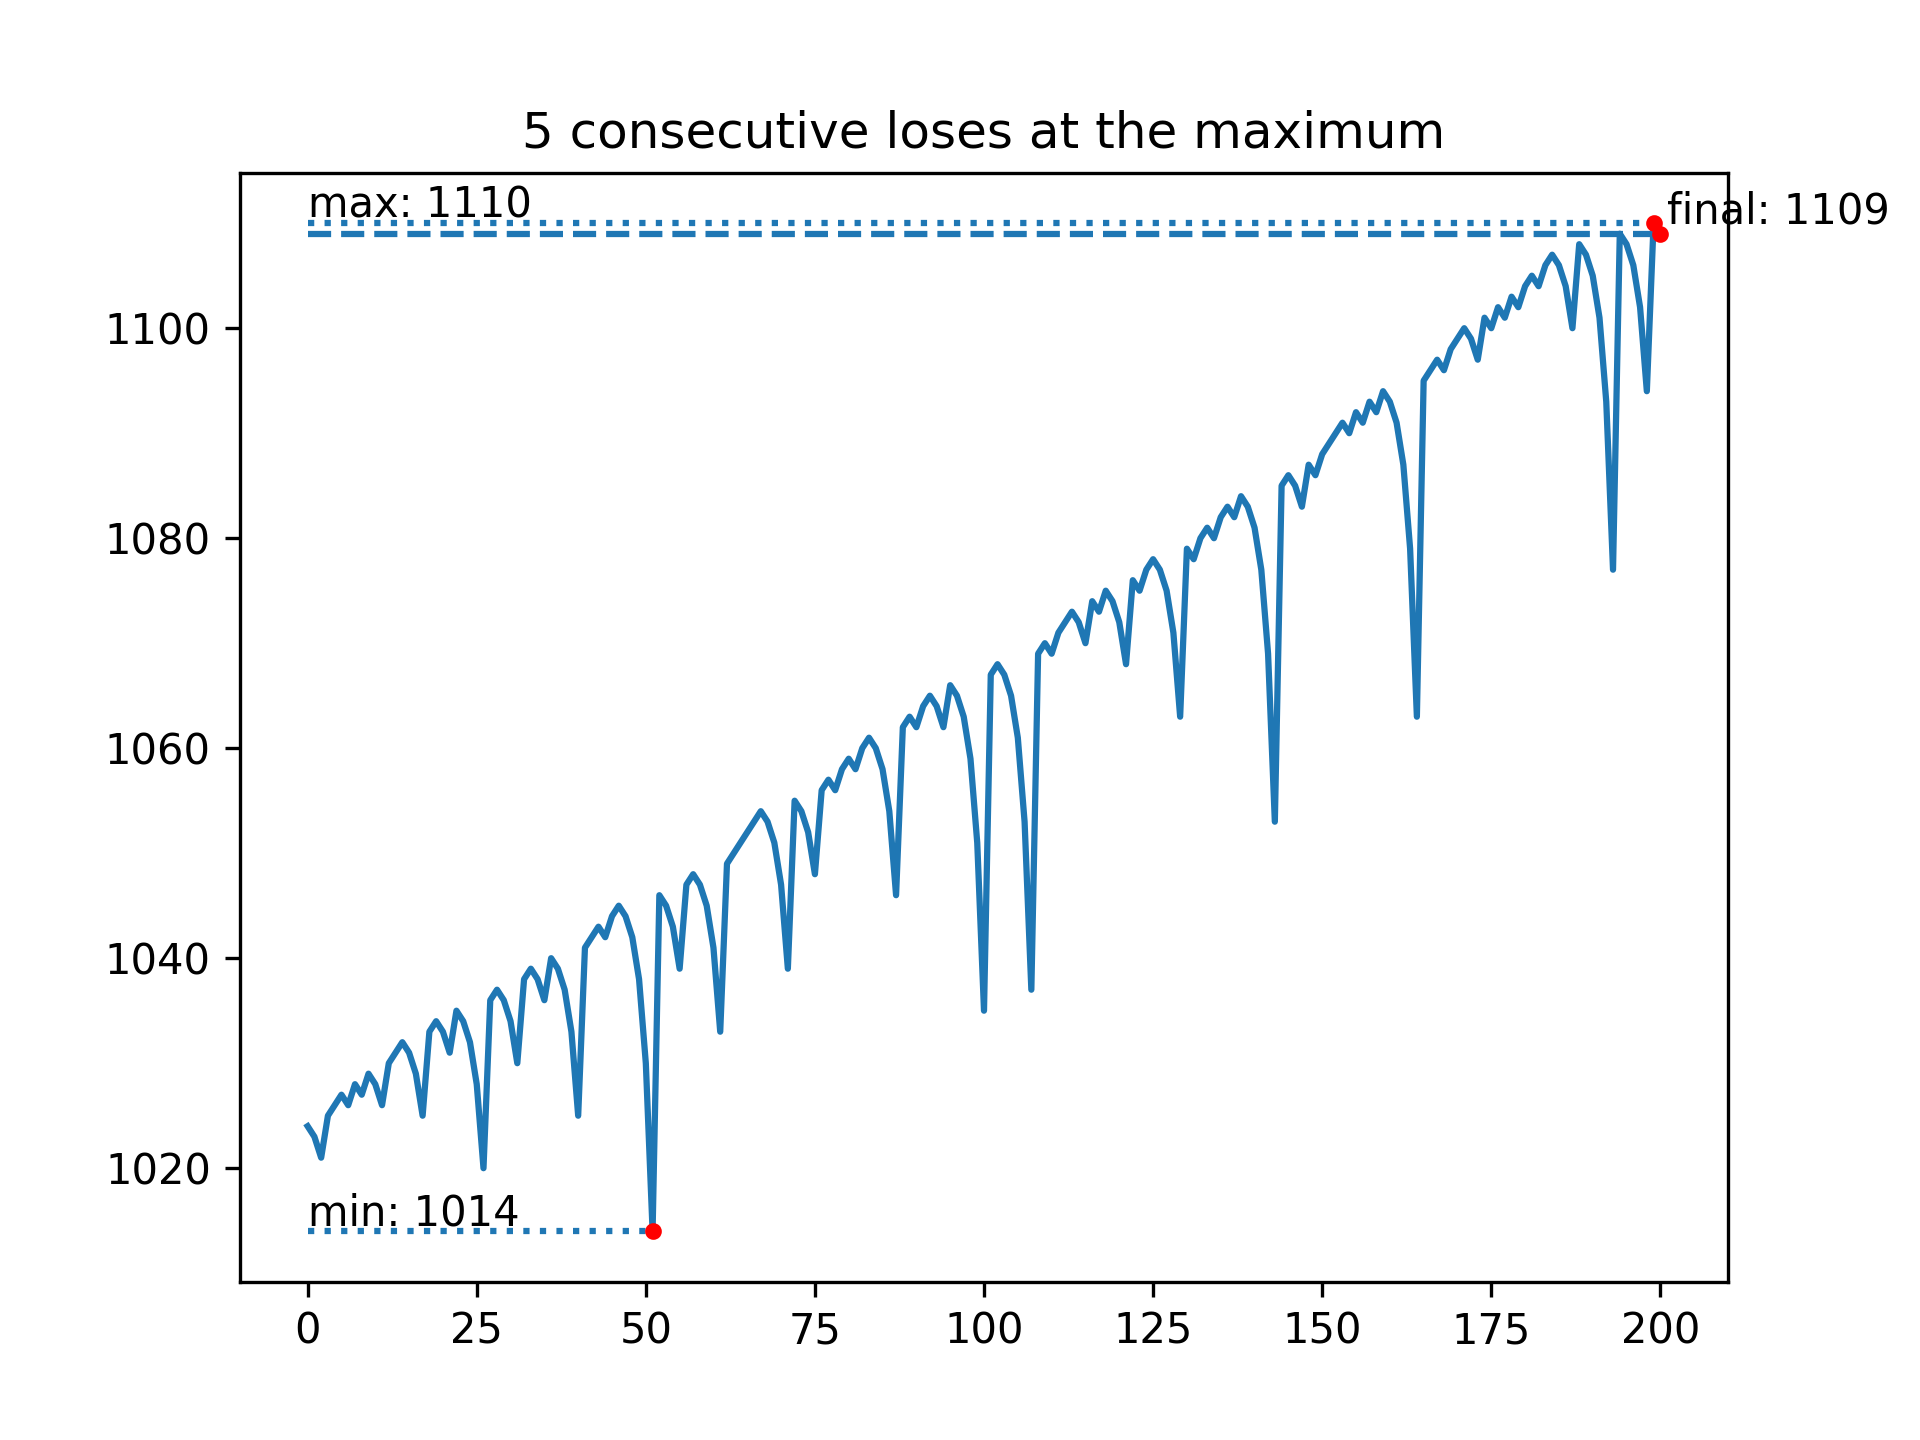 5 consecutive loses at the maximum
max: 1110
final: 1109
1100
1080
1060
1040
1020
min: 1014
0 25 50 75 100 125 150 175 200